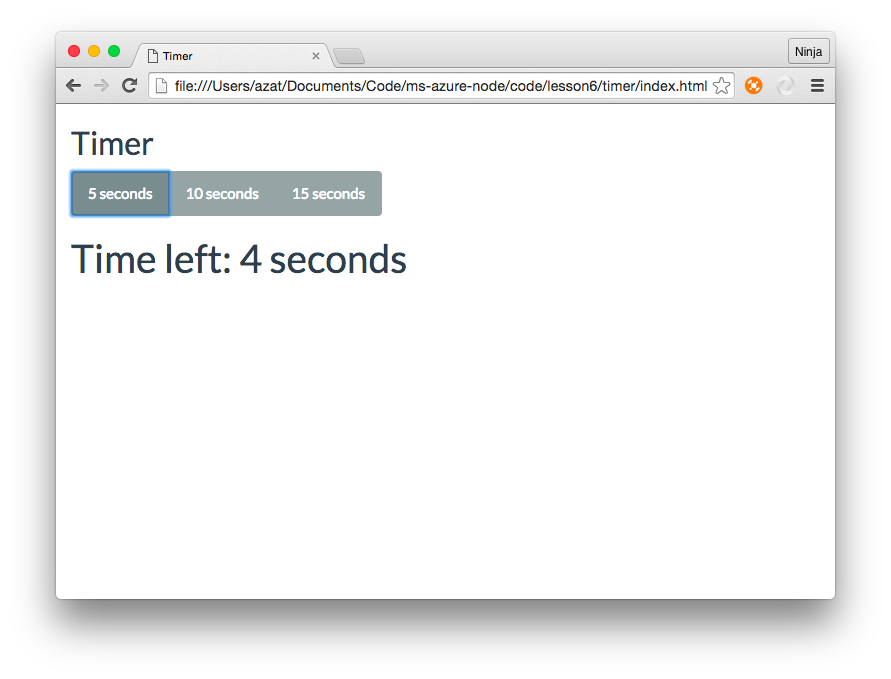 Timer
Ninja
file:///Users/azat/Documents/Code/ms-azure-node/code/lesson6/timer/index.html
Timer
5 seconds 10 seconds 15 seconds
Time left: 4 seconds